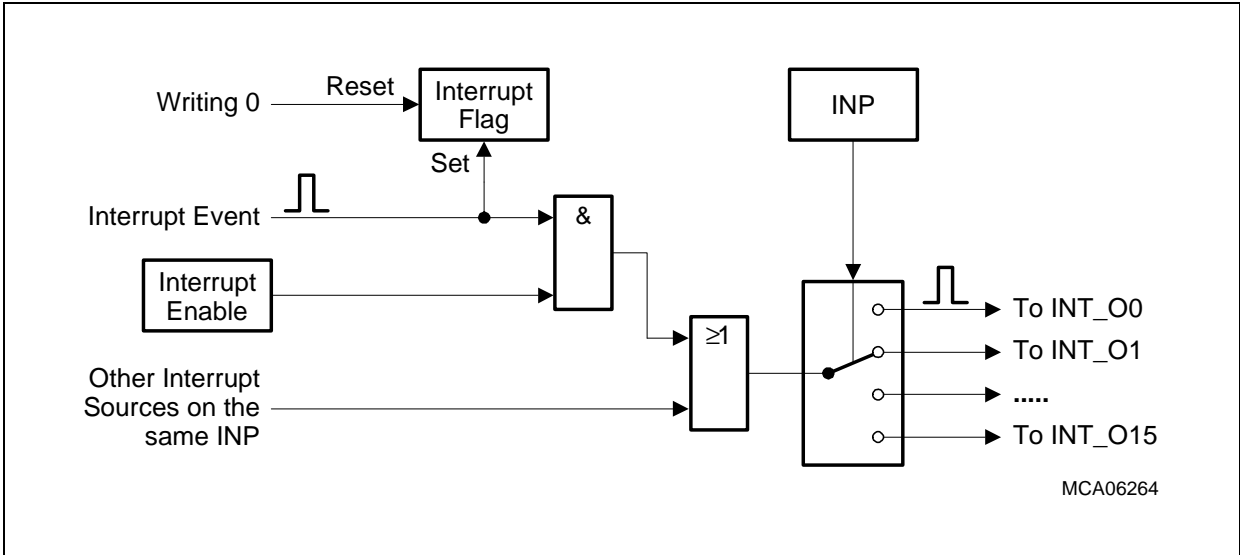 Writing 0
Reset
Interrupt
Flag
INP
Set
Interrupt Event
&
Interrupt
Enable
≥1
To INT_O0
To INT_O1
.....
To INT_O15
Other Interrupt
Sources on the
same INP
MCA06264